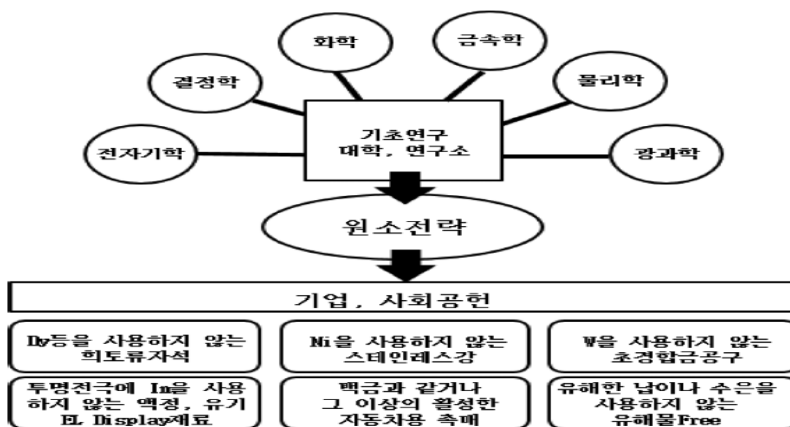 화학
금속학
결정학
물리학
전자기학
기초연구
대학, 연구소
광과학
원소전략
기업, 사회공헌
Dy등을 사용하지 않는
희토류자석
Ni을 사용하지 않는
스테인레스강
W을 사용하지 않는
초경합금공구
투명전극에 In을 사용
하지 않는 액정, 유기
EL Display재료
백금과 같거나
그 이상의 활성한
자동차용 촉매
유해한 납이나 수은을
사용하지 않는
유해물Free